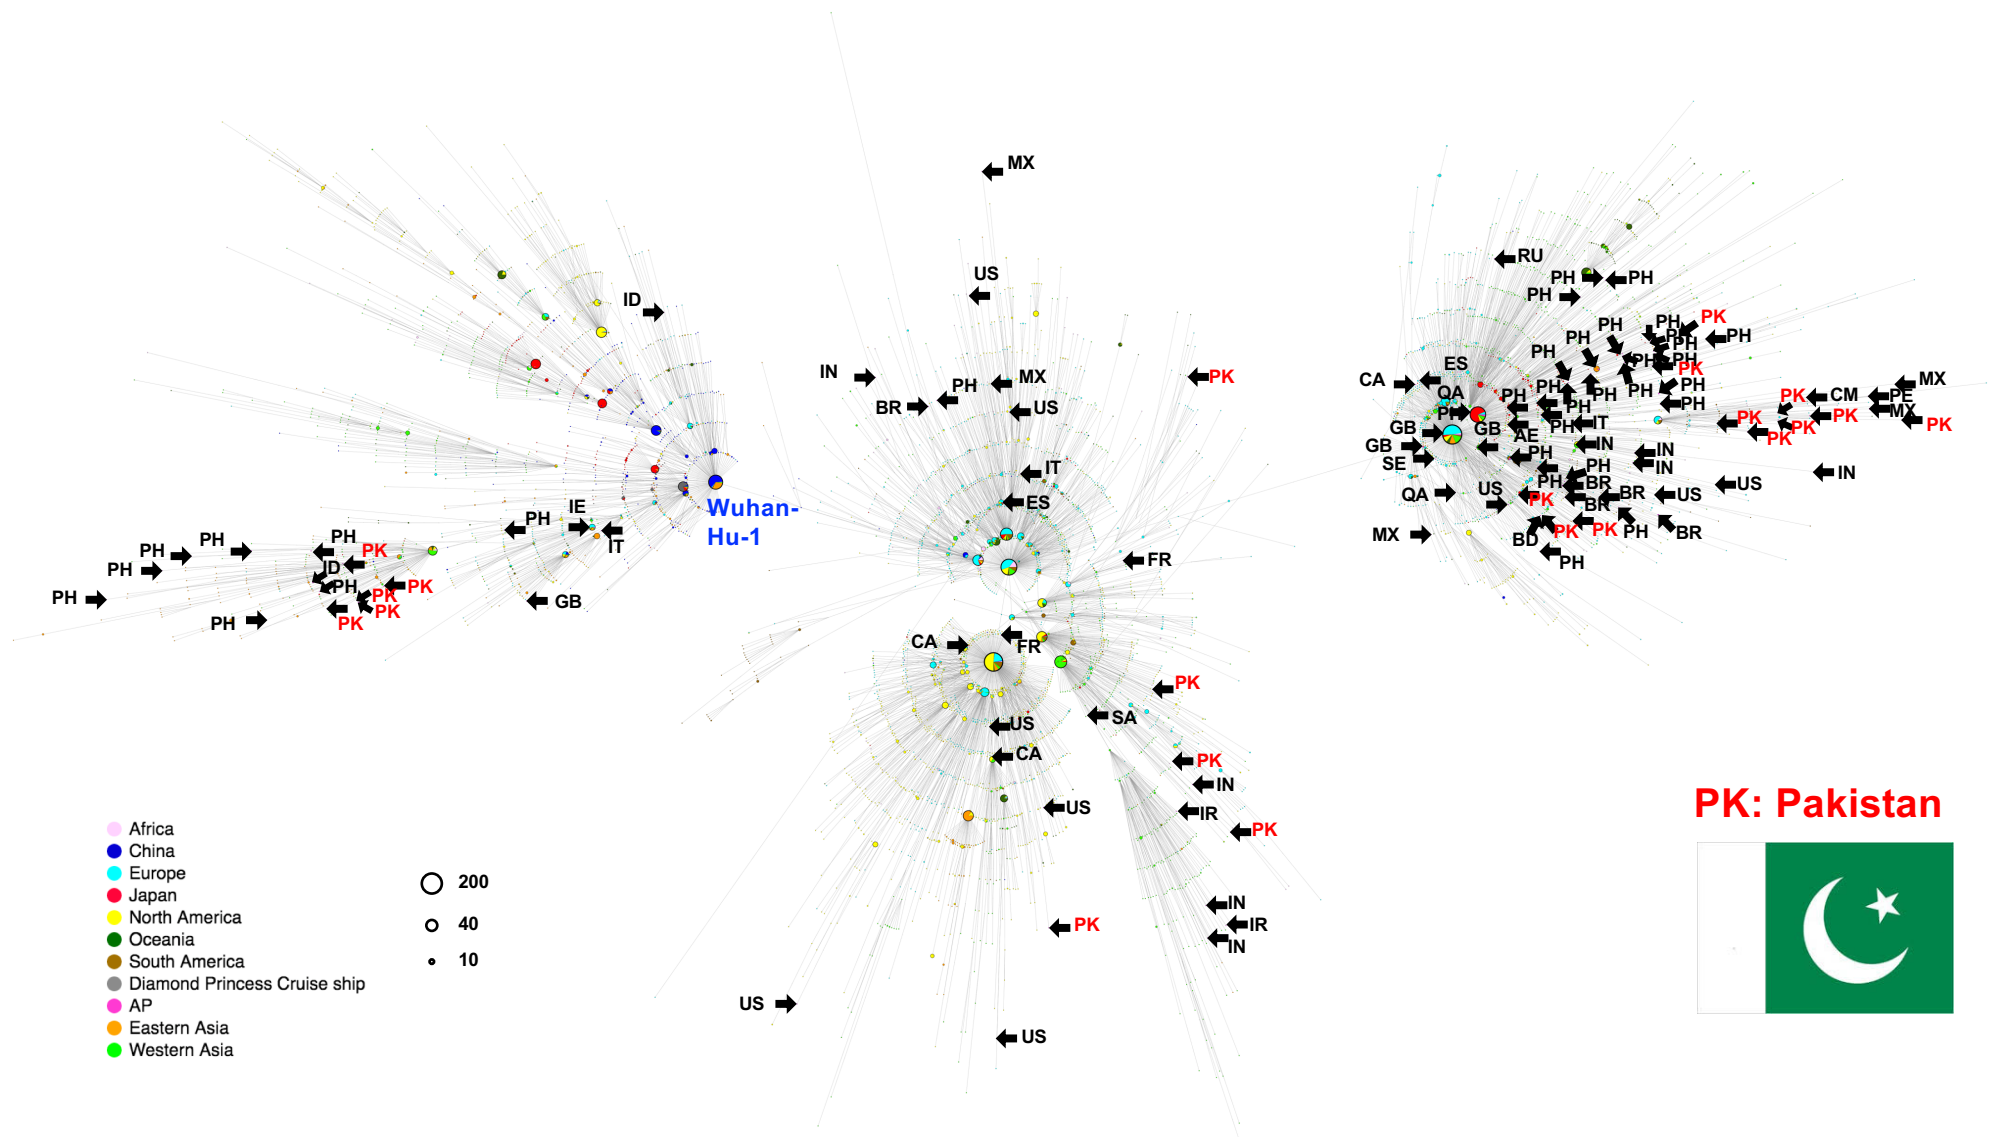 MX
US
IN
PH
MX
BR
US
PK
IT
ES
FR
CA
FR
PK
US
SA
CA
PK
IN
US
IR
PK
IN
PK
IR
IN
US
US
ID
Wuhan-
Hu-1
IE
PH
IT
PH
PH
PH
PK
PH
ID
PH
PK
PH
PK
PK
PH
PK
GB
RU
PH
PH
PH
PK
PH
PH
PH
PH
PH
PH
PH
PH
ES
CA
PK
MX
PH
QA
PH
PH
PH
PH
PK
CM
PE
PH
PH
MX
GB
GB
PH
IT
PK
PK
PK
PK
PK
GB
AE
IN
SE
PH
PH
IN
IN
IN
QA
US
PH
BR
BR
US
US
PK
BR
MX
BD
PK
PK
PH
BR
PH
PK: Pakistan
Africa
China
Europe
Japan
North America
Oceania
South America
Diamond Princess Cruise ship
AP
Eastern Asia
Western Asia
200
40
10